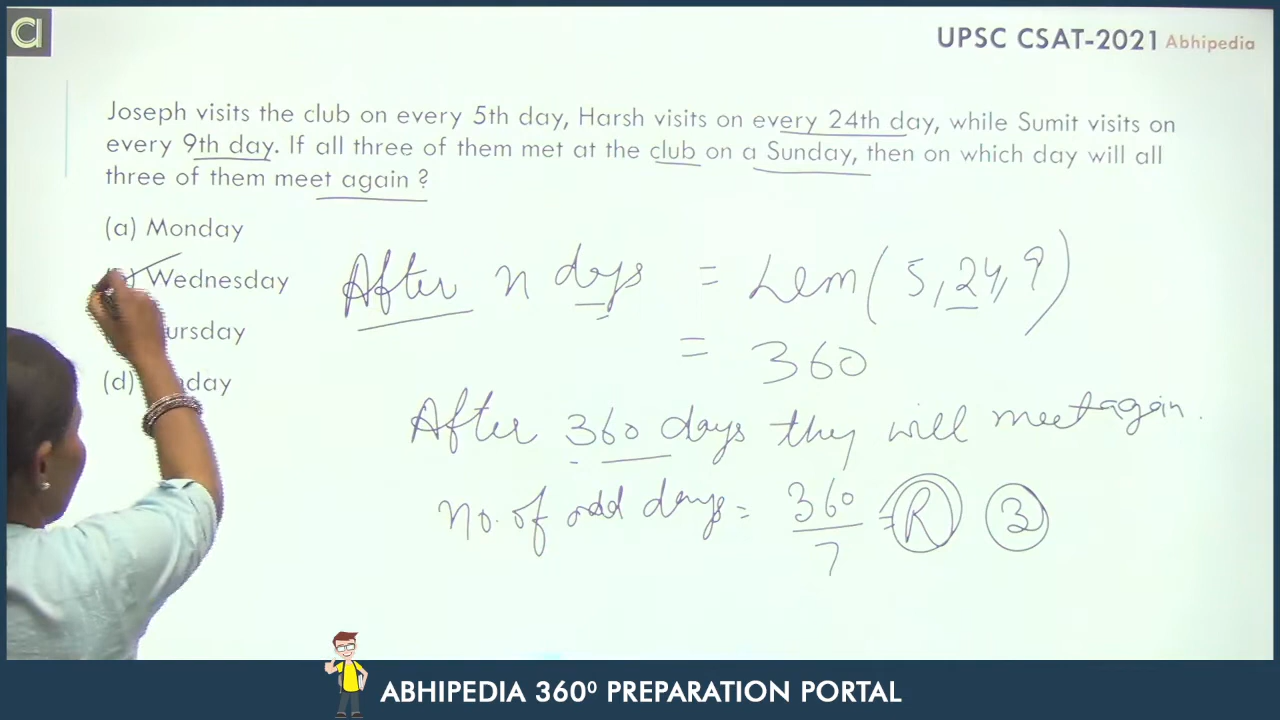 a
UPSC CSAT-2021 Abhipedia
Joseph visits the club on every 5th day, Harsh visits on every 24th day, while Sumit visits on
every 9th day. If all three of them met at the club on a Sunday, then on which day will all
three of them meet again ?
(a) Monday
Wednesday
ursday
(d) day
After n days = Lcm (5, 24, 9)
= 360
After 360 days they will meet again.
No. of odd days = 360/7 = R 3
ABHIPEDIA 360⁰ PREPARATION PORTAL